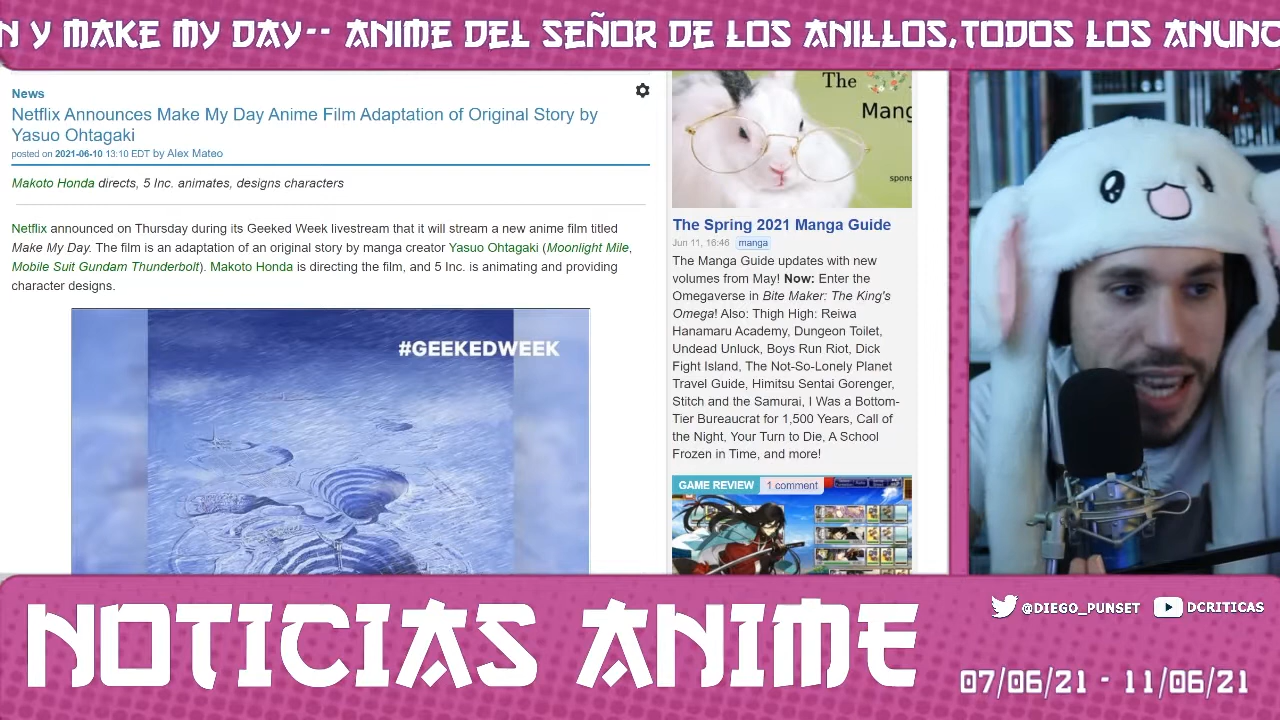 N Y MAKE MY DAY-- ANIME DEL SEÑOR DE LOS ANILLOS,TODOS LOS ANUNC
News
Netflix Announces Make My Day Anime Film Adaptation of Original Story by
Yasuo Ohtagaki
posted on 2021-06-10 13:10 EDT by Alex Mateo
Makoto Honda directs, 5 Inc. animates, designs characters
Netflix announced on Thursday during its Geeked Week livestream that it will stream a new anime film titled
Make My Day. The film is an adaptation of an original story by manga creator Yasuo Ohtagaki (Moonlight Mile,
Mobile Suit Gundam Thunderbolt). Makoto Honda is directing the film, and 5 Inc. is animating and providing
character designs.
#GEEKEDWEEK
The
Mang
spons
The Spring 2021 Manga Guide
Jun 11, 16:46 manga
The Manga Guide updates with new
volumes from May! Now: Enter the
Omegaverse in Bite Maker: The King's
Omega! Also: Thigh High: Reiwa
Hanamaru Academy, Dungeon Toilet,
Undead Unluck, Boys Run Riot, Dick
Fight Island, The Not-So-Lonely Planet
Travel Guide, Himitsu Sentai Gorenger,
Stitch and the Samurai, I Was a Bottom-
Tier Bureaucrat for 1,500 Years, Call of
the Night, Your Turn to Die, A School
Frozen in Time, and more!
GAME REVIEW 1 comment
NOTICIAS ANIME
@DIEGO_PUNSET DCRITICAS
07/06/21 - 11/06/21